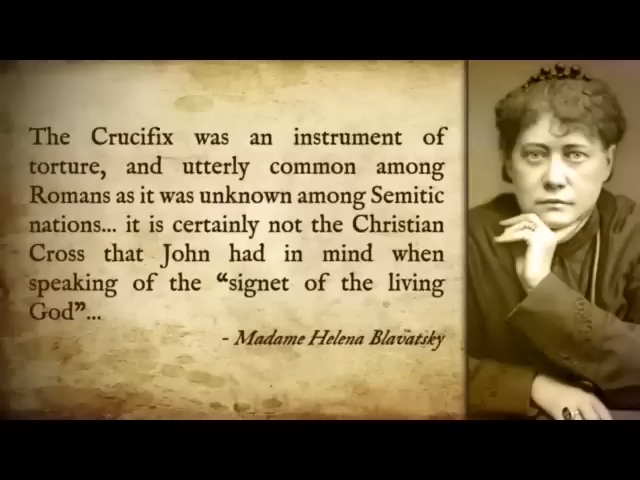 The Crucifix was an instrument of
torture, and utterly common among
Romans as it was unknown among Semitic
nations... it is certainly not the Christian
Cross that John had in mind when
speaking of the “signet of the living
God”...
- Madame Helena Blavatsky